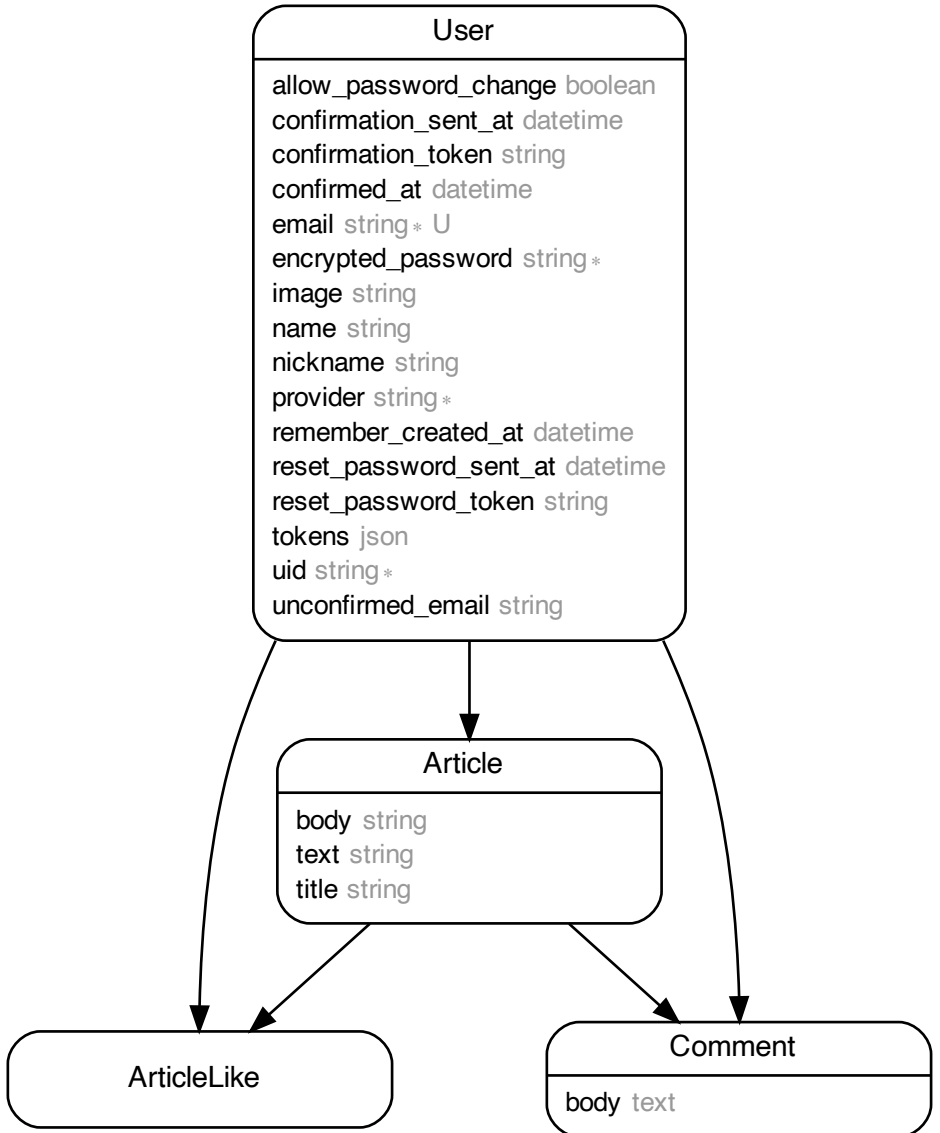 User
allow_password_change boolean
confirmation_sent_at datetime
confirmation_token string
confirmed_at datetime
email string∗ U
encrypted_password string∗
image string
name string
nickname string
provider string∗
remember_created_at datetime
reset_password_sent_at datetime
reset_password_token string
tokens json
uid string∗
unconfirmed_email string
Article
body string
text string
title string
ArticleLike
Comment
body text